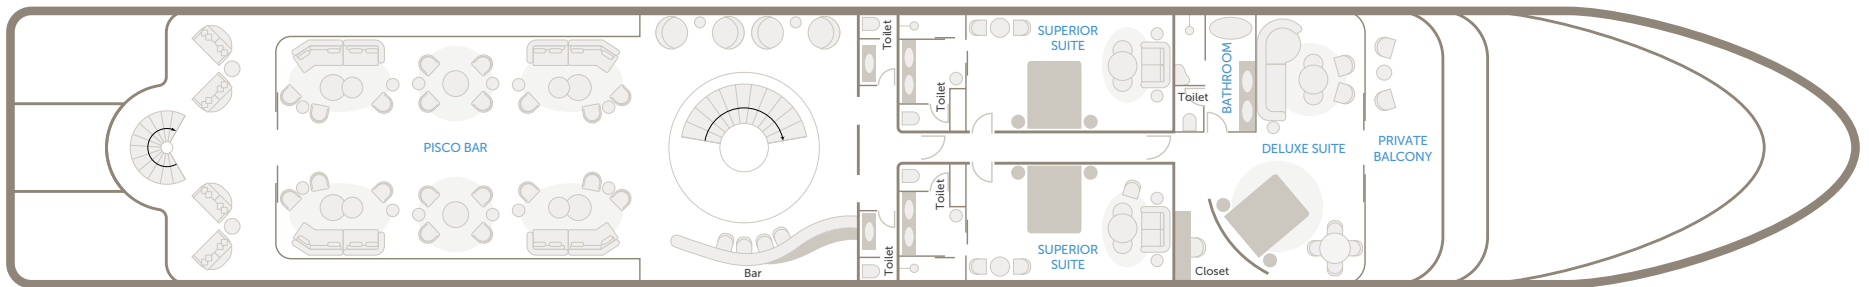 Toilet
SUPERIOR
SUITE
BATHROOM
Toilet
Toilet
PISCO BAR
DELUXE SUITE
PRIVATE
BALCONY
Toilet
SUPERIOR
SUITE
Toilet
Bar
Closet